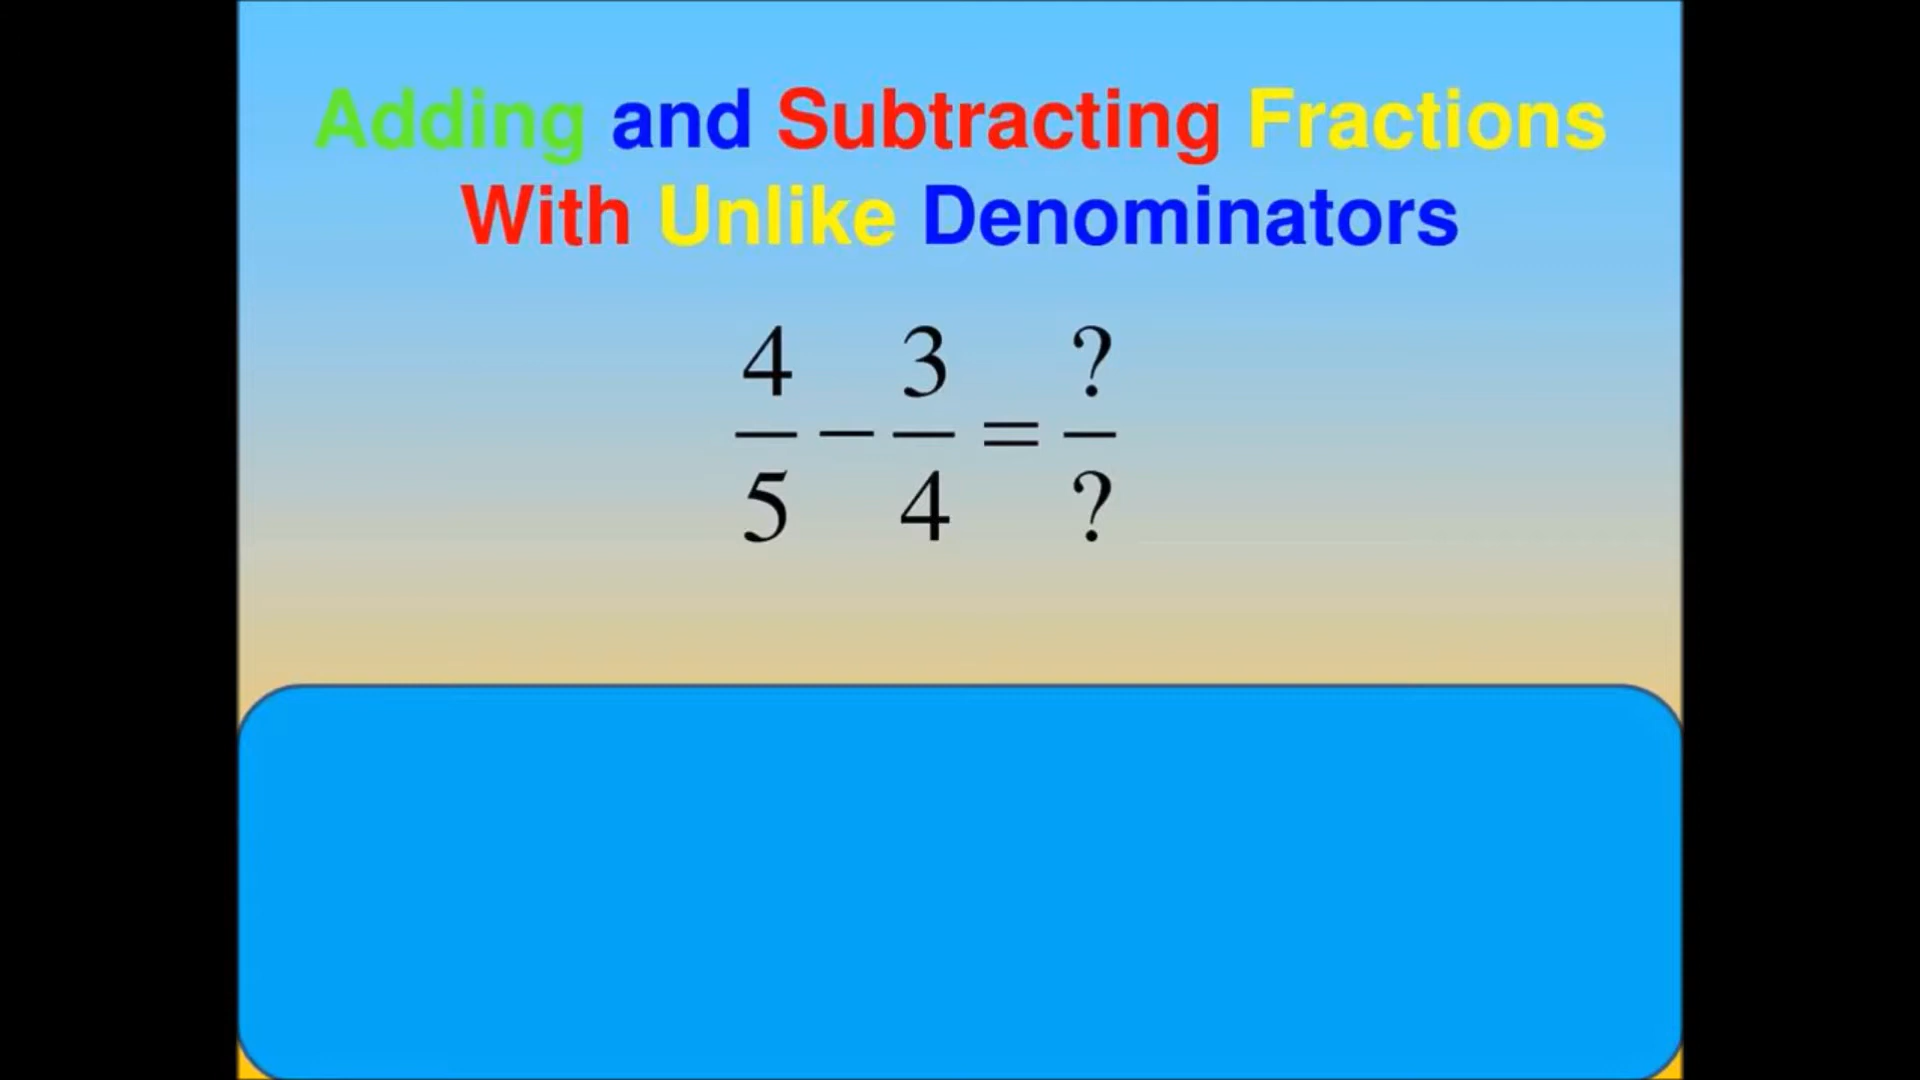 Adding and Subtracting Fractions
With Unlike Denominators
4/5 − 3/4 = ?/?